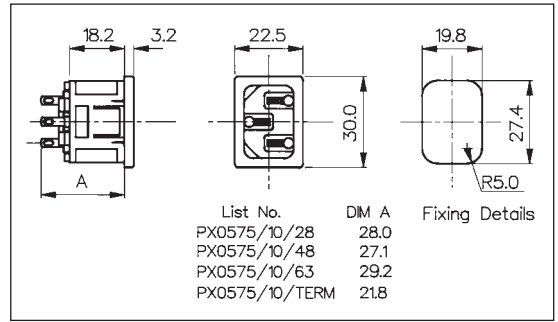 18.2 3.2 22.5 19.8
30.0
27.4
A
R5.0
List No. DIM A Fixing Details
PX0575/10/28 28.0
PX0575/10/48 27.1
PX0575/10/63 29.2
PX0575/10/TERM 21.8